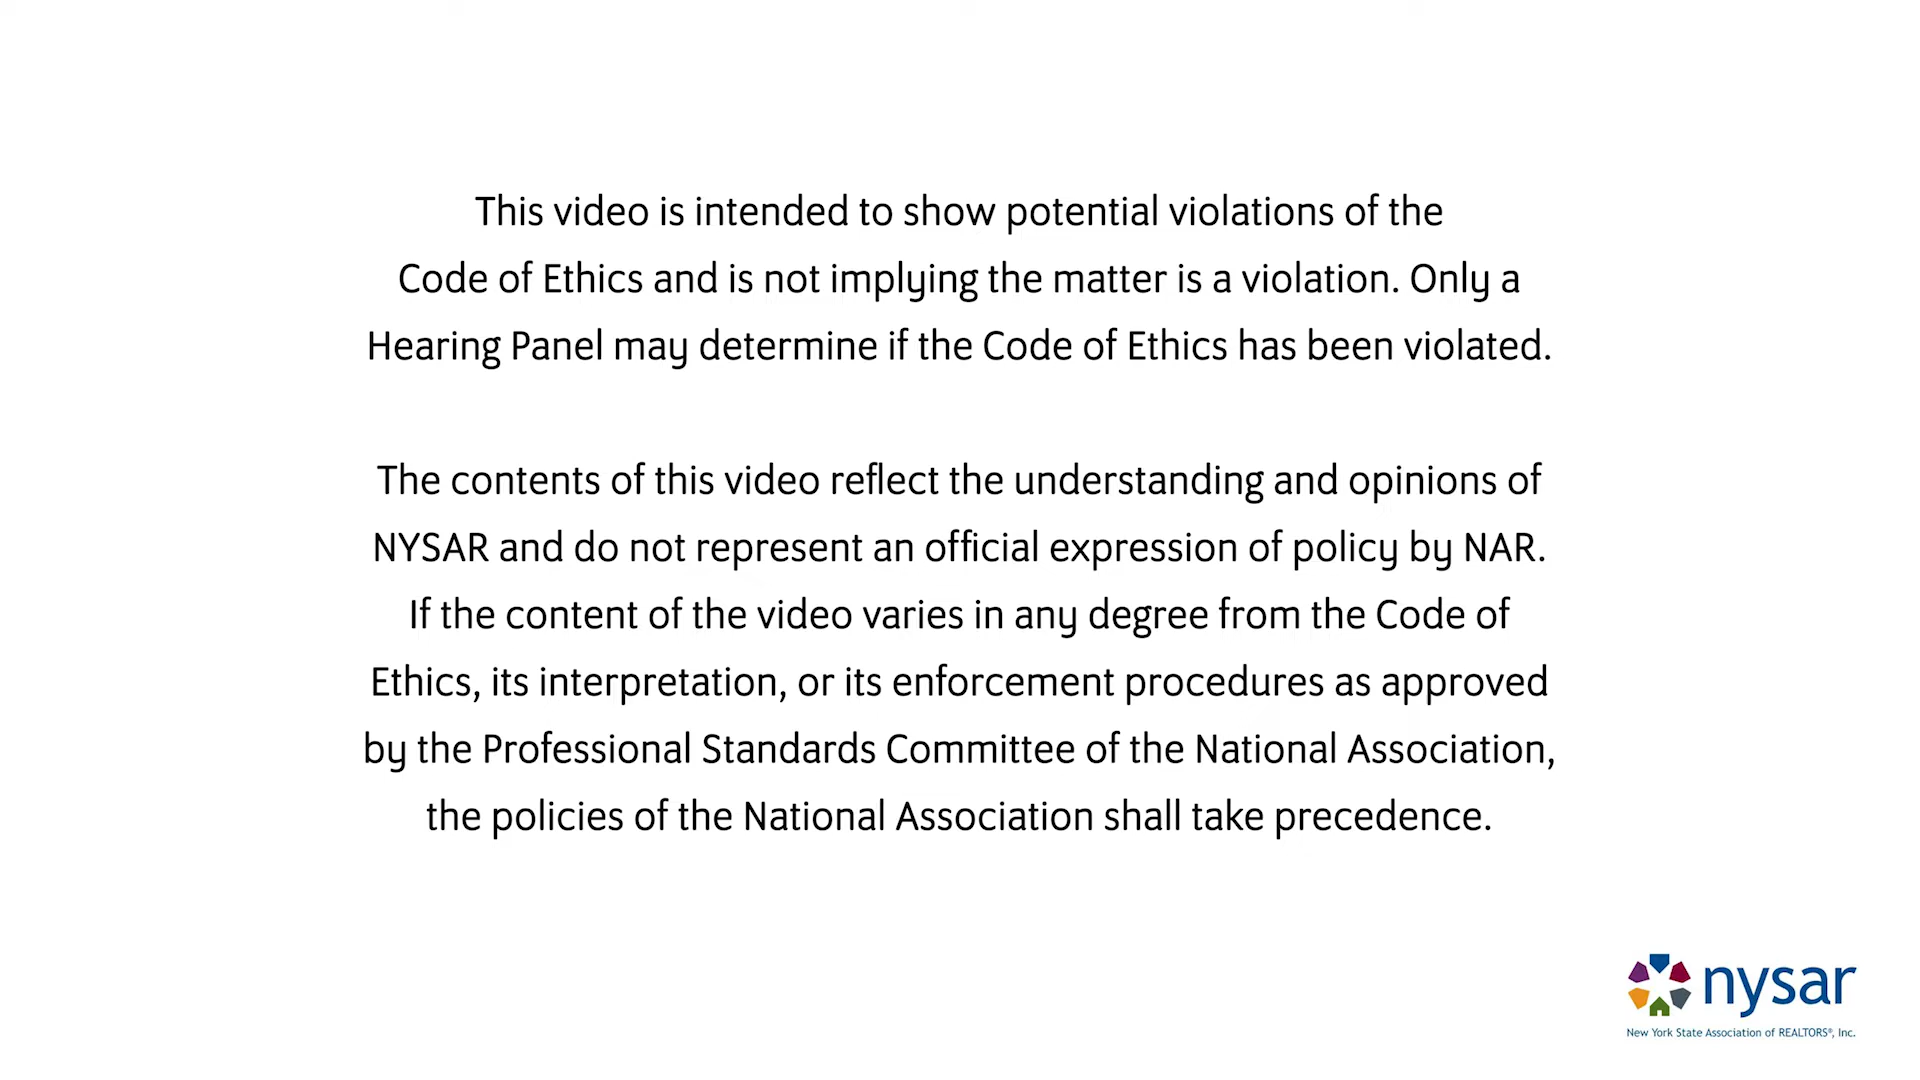 This video is intended to show potential violations of the
Code of Ethics and is not implying the matter is a violation. Only a
Hearing Panel may determine if the Code of Ethics has been violated.
The contents of this video reflect the understanding and opinions of
NYSAR and do not represent an official expression of policy by NAR.
If the content of the video varies in any degree from the Code of
Ethics, its interpretation, or its enforcement procedures as approved
by the Professional Standards Committee of the National Association,
the policies of the National Association shall take precedence.
nysar
New York State Association of REALTORS®, Inc.